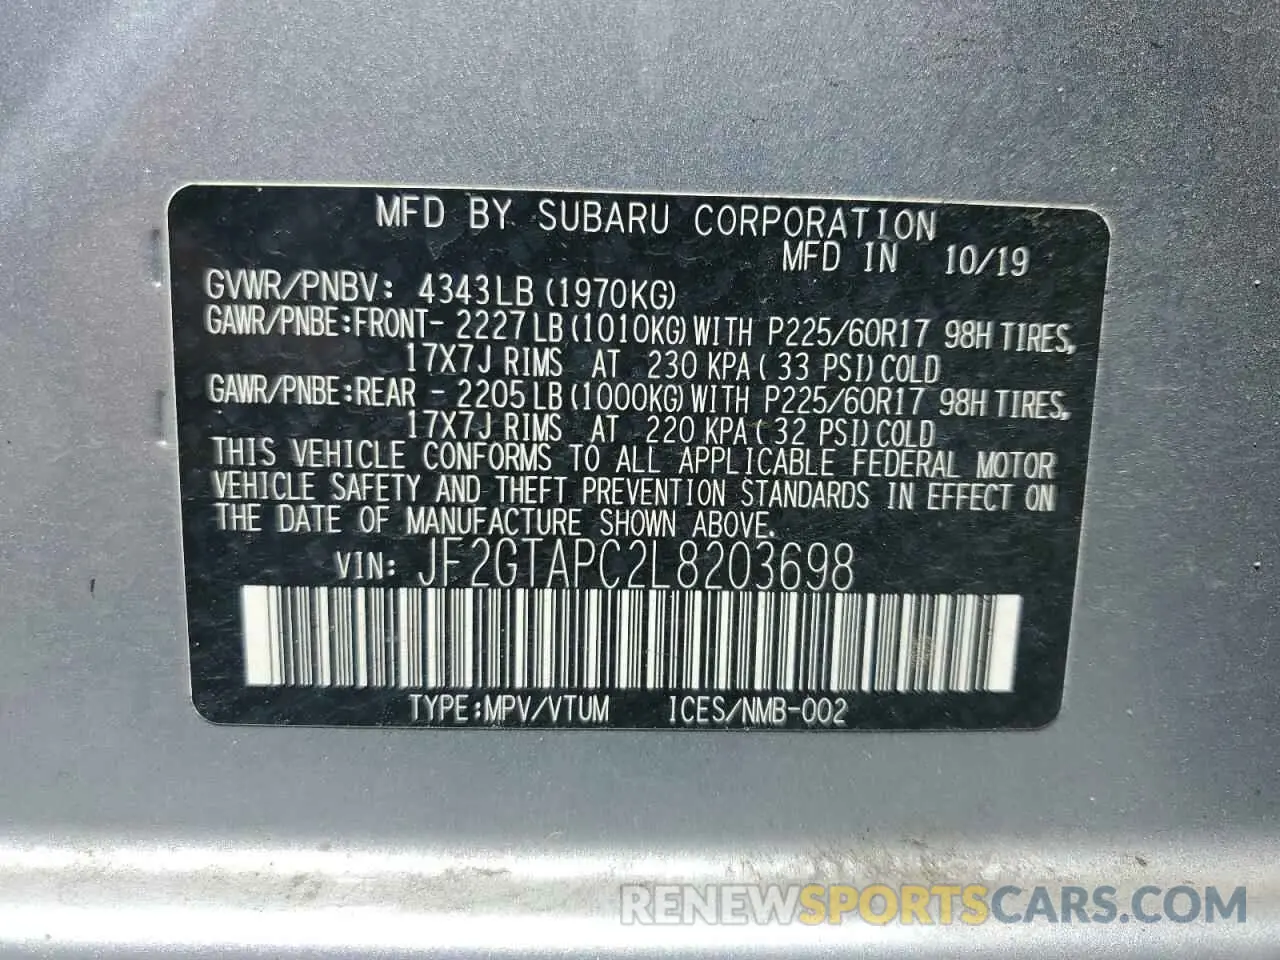 MFD BY SUBARU CORPORATION
MFD IN 10/19
GVWR/PNBV: 4343LB (1970KG)
GAWR/PNBE:FRONT- 2227LB (1010KG) WITH P225/60R17 98H TIRES,
17X7J RIMS AT 230 KPA ( 33 PSI) COLD
GAWR/PNBE:REAR - 2205LB (1000KG) WITH P225/60R17 98H TIRES,
17X7J RIMS AT 220 KPA ( 32 PSI) COLD
THIS VEHICLE CONFORMS TO ALL APPLICABLE FEDERAL MOTOR
VEHICLE SAFETY AND THEFT PREVENTION STANDARDS IN EFFECT ON
THE DATE OF MANUFACTURE SHOWN ABOVE.
VIN: JF2GTAPC2L8203698
TYPE:MPV/VTUM ICES/NMB-002
RENEWSPORTSCARS.COM